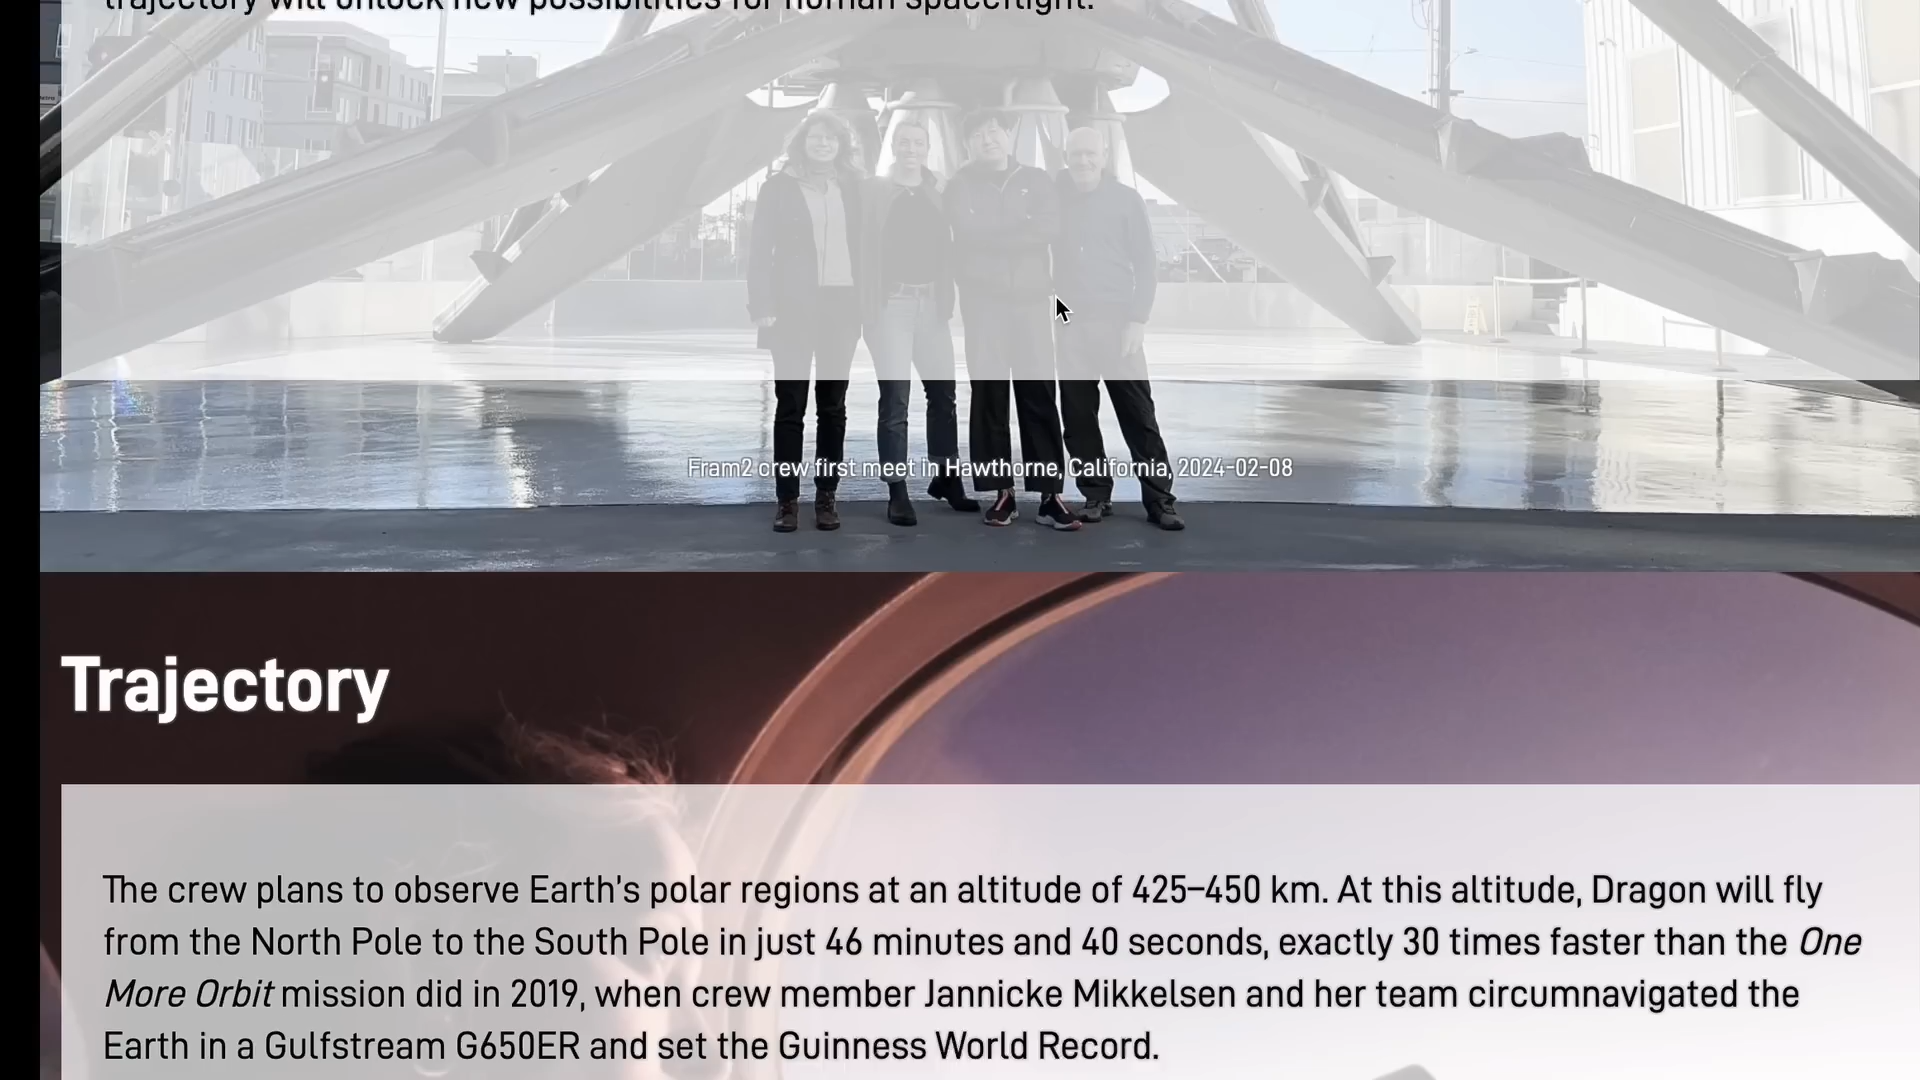 trajectory will unlock new possibilities for human spaceflight.
Fram2 crew first meet in Hawthorne, California, 2024-02-08
Trajectory
The crew plans to observe Earth's polar regions at an altitude of 425–450 km. At this altitude, Dragon will fly
from the North Pole to the South Pole in just 46 minutes and 40 seconds, exactly 30 times faster than the One
More Orbit mission did in 2019, when crew member Jannicke Mikkelsen and her team circumnavigated the
Earth in a Gulfstream G650ER and set the Guinness World Record.